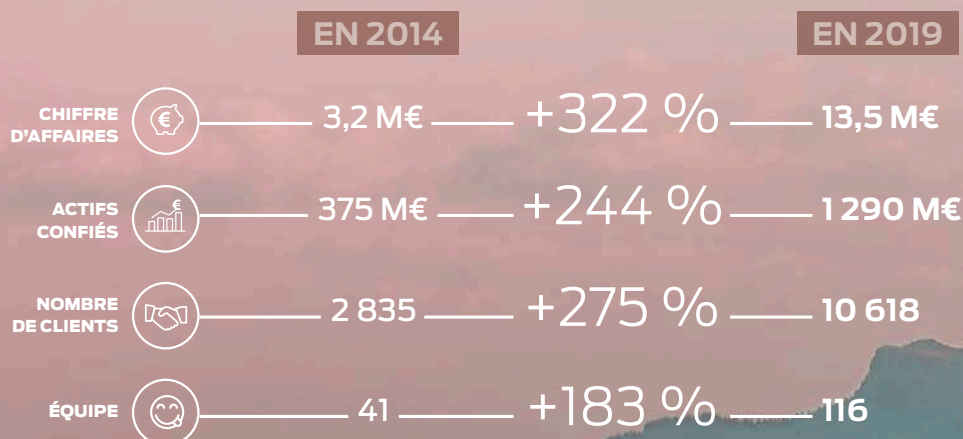 EN 2014 EN 2019
CHIFFRE
D'AFFAIRES
3,2 M€ +322 % 13,5 M€
ACTIFS
CONFIÉS
375 M€ +244 % 1 290 M€
NOMBRE
DE CLIENTS
2 835 +275 % 10 618
ÉQUIPE 41 +183 % 116